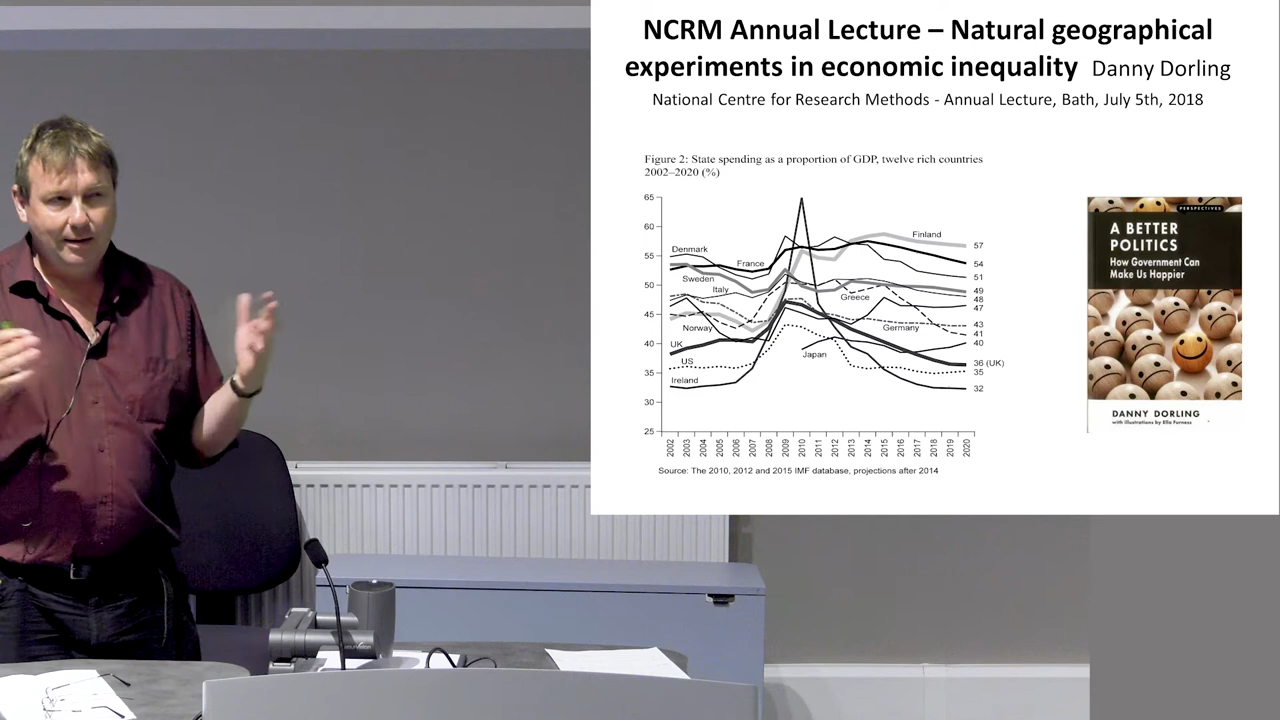 NCRM Annual Lecture – Natural geographical
experiments in economic inequality Danny Dorling
National Centre for Research Methods - Annual Lecture, Bath, July 5th, 2018
Figure 2: State spending as a proportion of GDP, twelve rich countries
2002–2020 (%)
65
60
55
50
45
40
35
30
25
Denmark
France
Finland
Sweden
Italy
Greece
Norway
Germany
UK
US
Japan
Ireland
57
54
51
49
48
47
43
41
40
36 (UK)
35
32
2002
2003
2004
2005
2006
2007
2008
2009
2010
2011
2012
2013
2014
2015
2016
2017
2018
2019
2020
Source: The 2010, 2012 and 2015 IMF database, projections after 2014
PERSPECTIVES
A BETTER
POLITICS
How Government Can
Make Us Happier
DANNY DORLING
with illustrations by Ella Furness